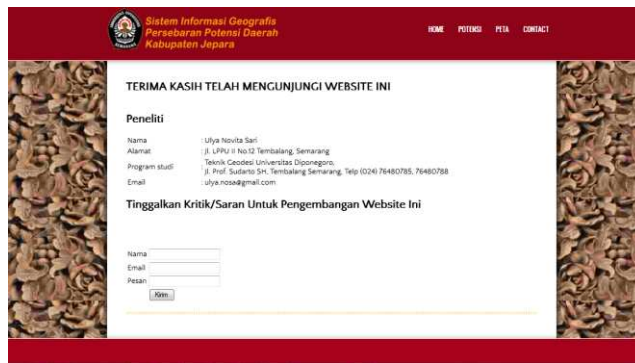 Sistem Informasi Geografis
Persebaran Potensi Daerah
Kabupaten Jepara
HOME POTENSI PETA CONTACT
TERIMA KASIH TELAH MENGUNJUNGI WEBSITE INI
Peneliti
Nama : Ulya Novita Sari
Alamat : Jl. LPPU II No.12 Tembalang, Semarang
Program studi : Teknik Geodesi Universitas Diponegoro,
Jl. Prof. Sudarto SH, Tembalang Semarang, Telp (024) 76480785, 76480788
Email : ulya.nosa@gmail.com
Tinggalkan Kritik/Saran Untuk Pengembangan Website Ini
Nama
Email
Pesan
Kirim